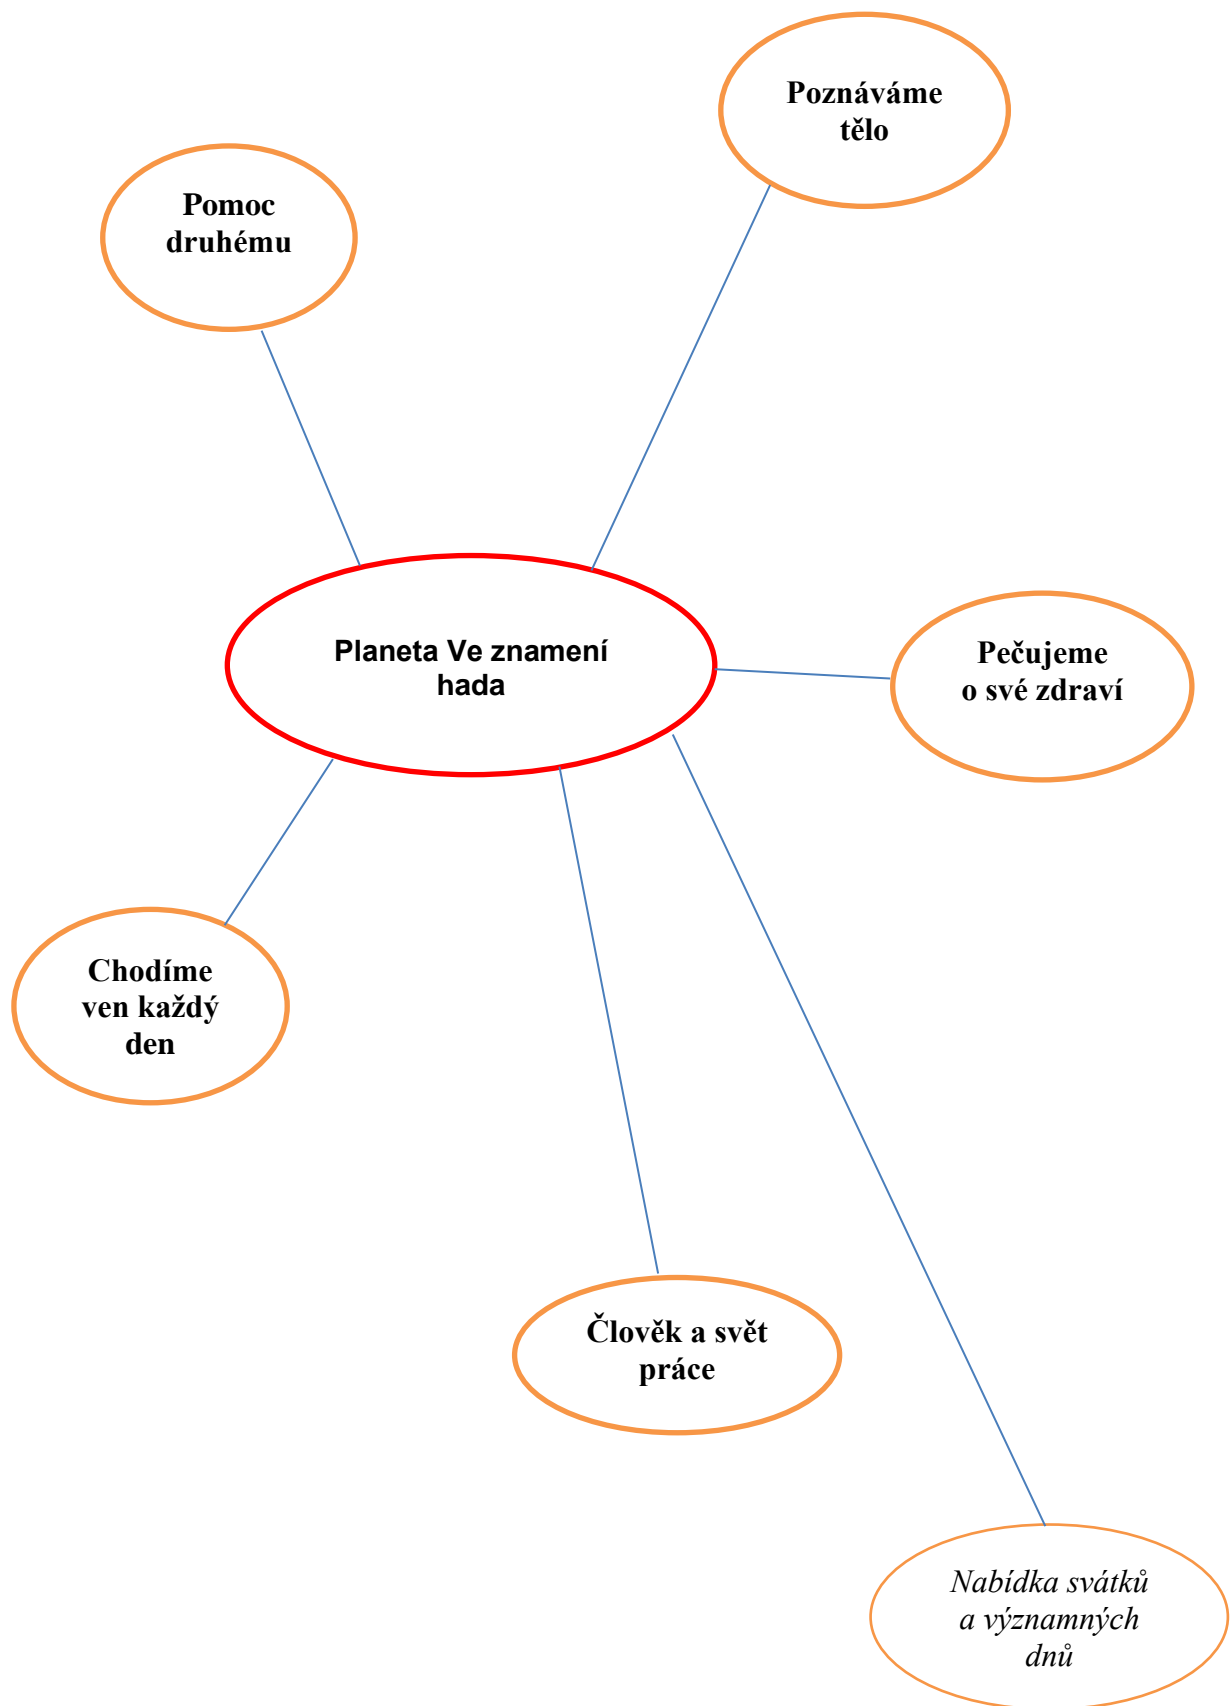 Poznáváme
tělo
Pomoc
druhému
Planeta Ve znamení
hada
Pečujeme
o své zdraví
Chodíme
ven každý
den
Člověk a svět
práce
Nabídka svátků
a významných
dnů